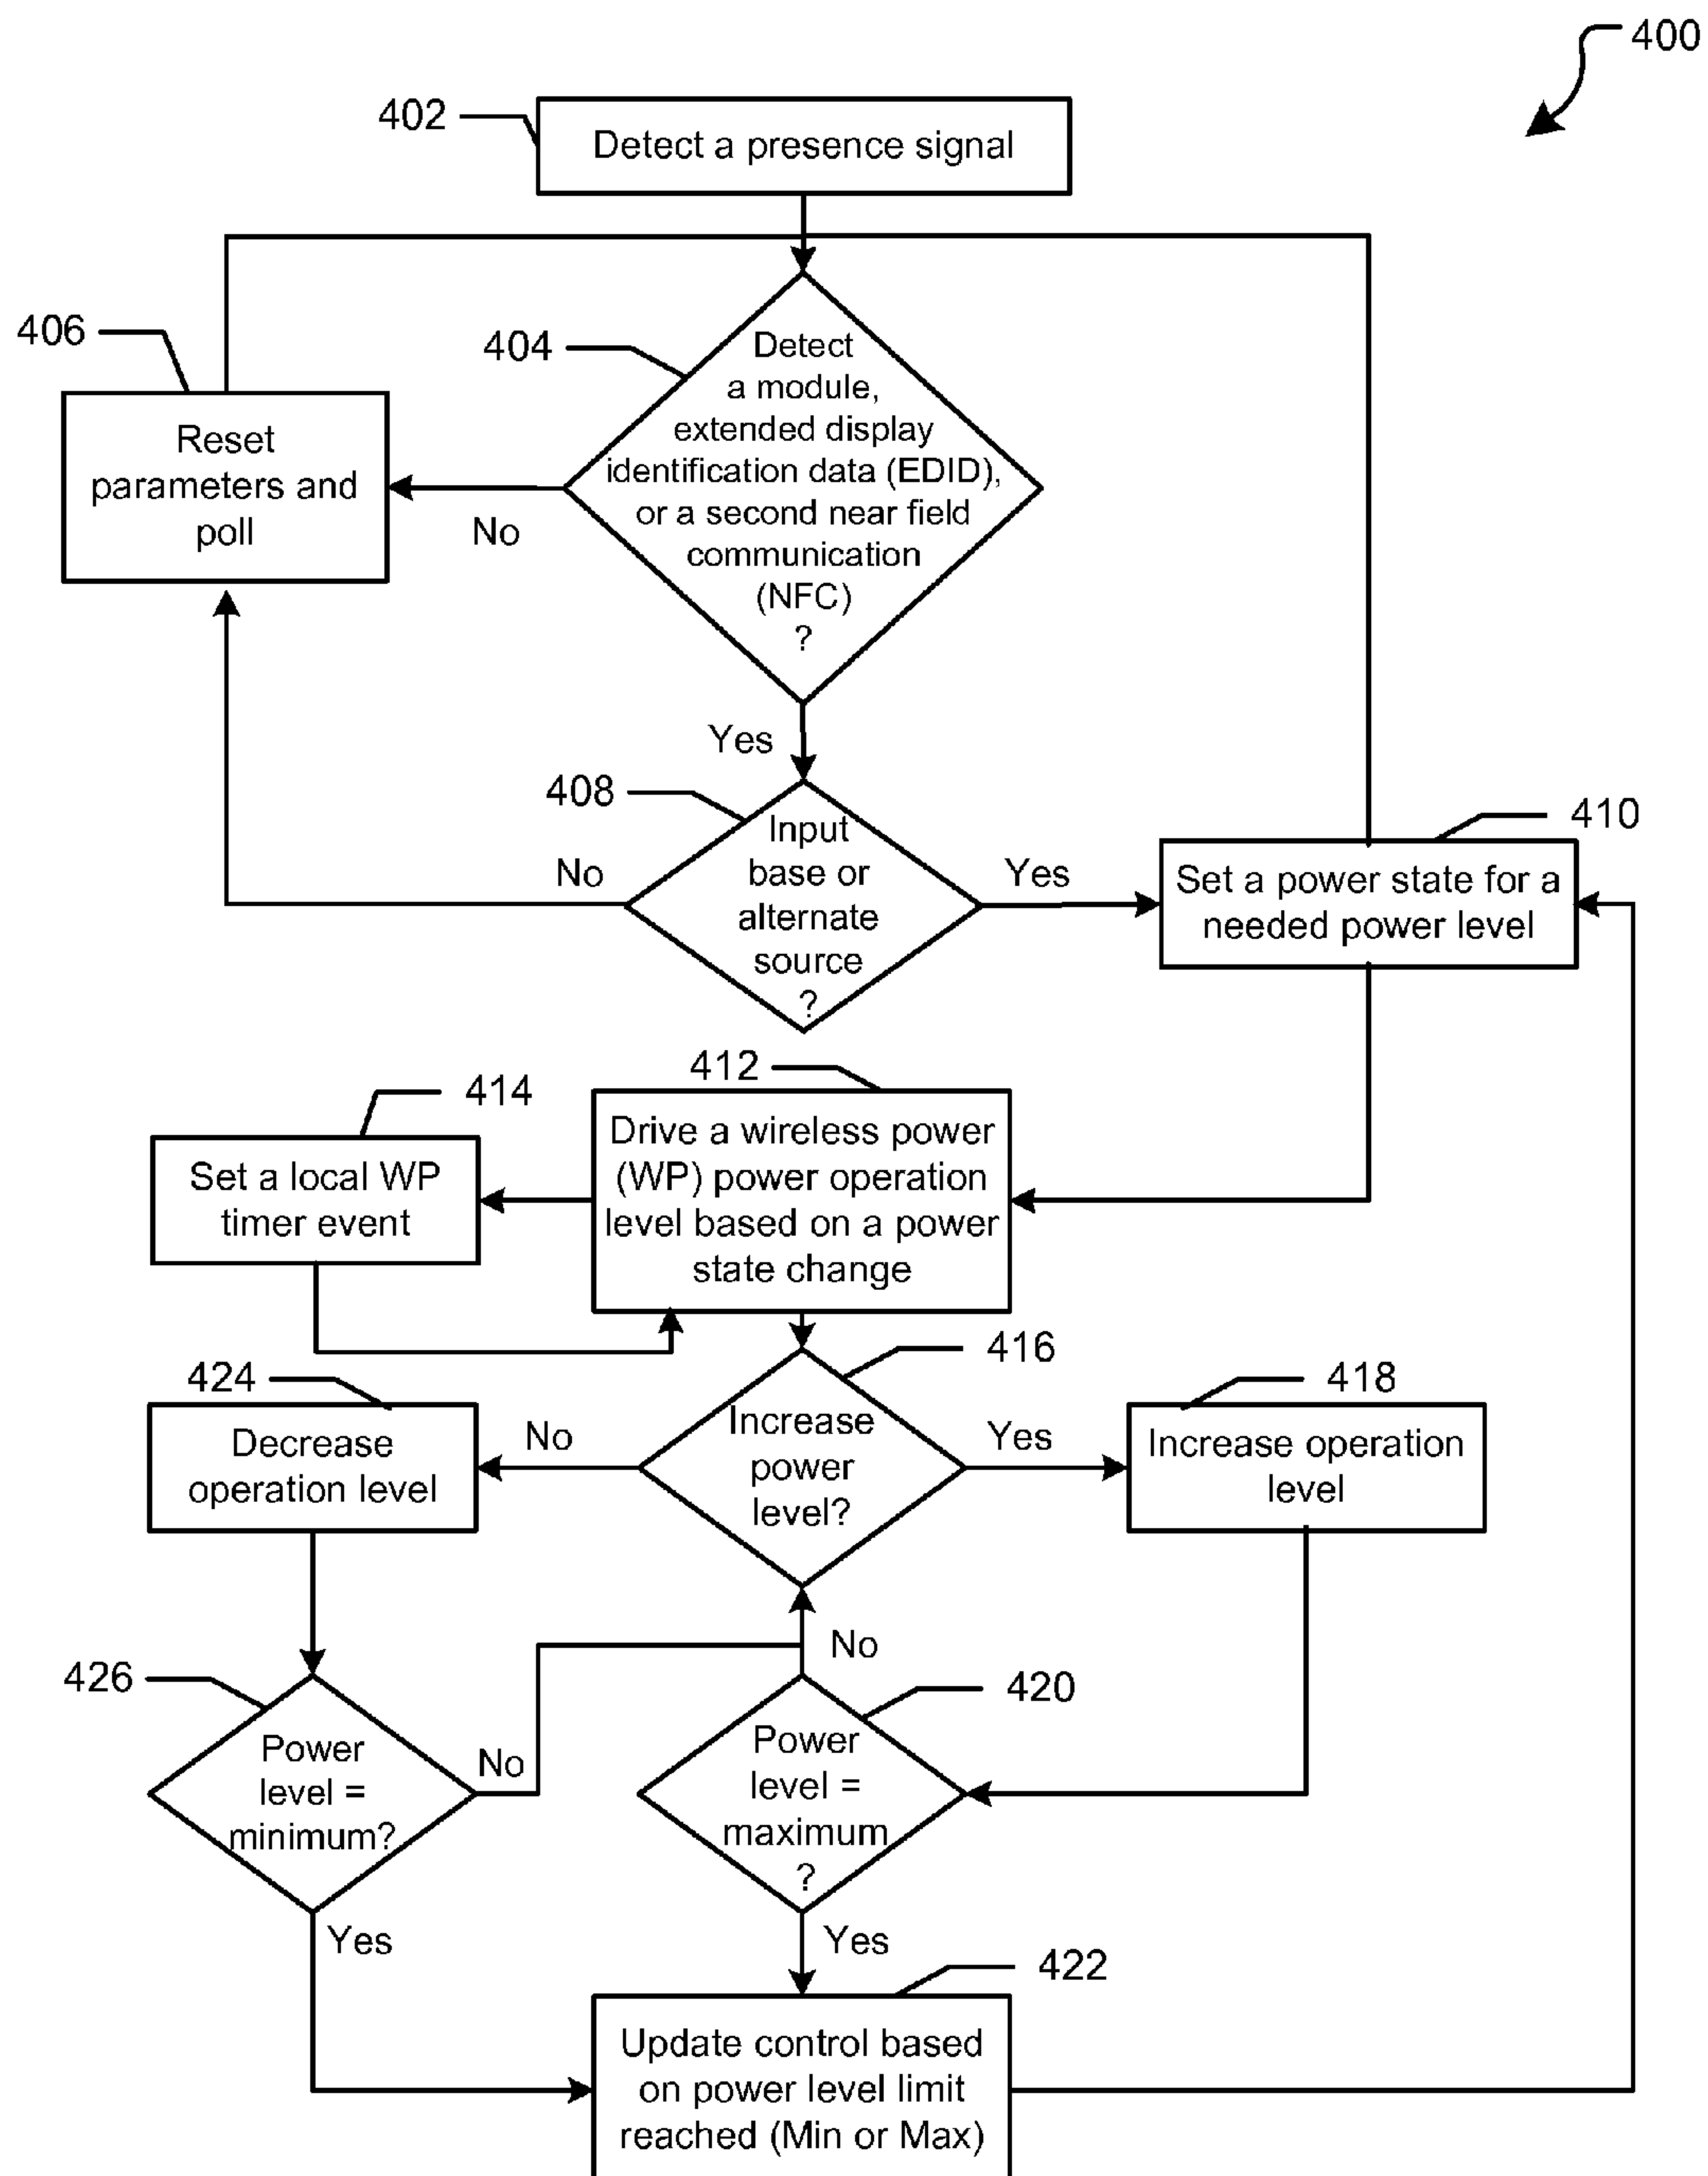 400
402
Detect a presence signal
406
Reset
parameters and
poll
404
Detect
a module,
extended display
identification data (EDID),
or a second near field
communication
(NFC)
?
No
Yes
408
Input
base or
alternate
source
?
No
Yes
410
Set a power state for a
needed power level
412
Drive a wireless power
(WP) power operation
level based on a power
state change
414
Set a local WP
timer event
416
Increase
power
level?
No
Yes
418
Increase operation
level
424
Decrease
operation level
426
Power
level =
minimum?
No
Yes
420
Power
level =
maximum
?
No
Yes
422
Update control based
on power level limit
reached (Min or Max)